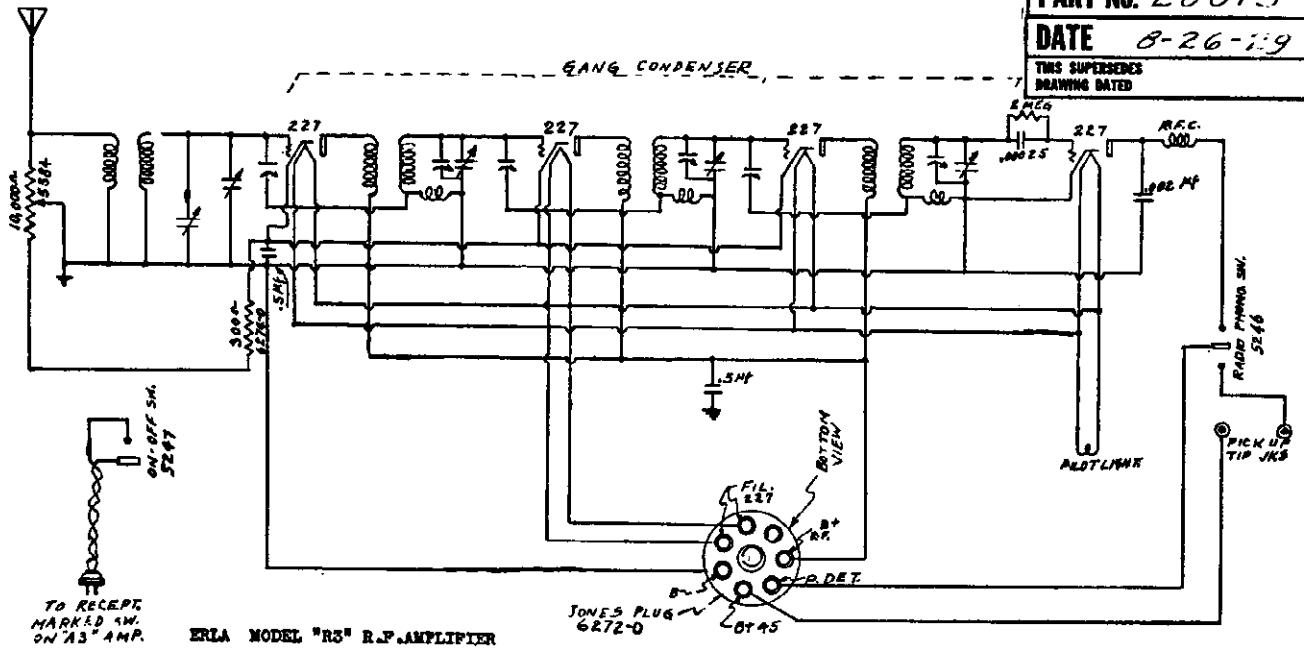 PART NO.
DATE 8-26-29
THIS SUPERSEDES
DRAWING DATED
GANG CONDENSER
227
227
227
2 MEG
.00025
227
R.F.C.
.002 Mf
10,000Ω
.5Mf
300Ω
6276-0
.5Mf
RADIO PHONO SW.
5246
ON-OFF SW.
5247
PICK UP
TIP JKS
PILOT LIGHT
BOTTOM
VIEW
FIL.
227
B+
R.F.
P. DET.
B-
B+45
JONES PLUG
6272-0
TO RECEPT.
MARKED SW.
ON "A3" AMP.
ERLA MODEL "R3" R.F.AMPLIFIER